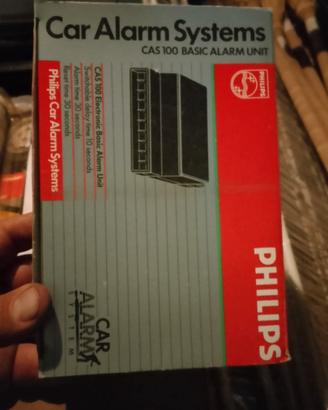 Car Alarm Systems
CAS 100 BASIC ALARM UNIT
PHILIPS
CAS 100 Electronic Basic Alarm Unit
Switchable delay time 10 seconds
Alarm time 30 seconds
Reset time 30 seconds
Philips Car Alarm Systems
PHILIPS
CAR
ALARM
SYSTEM